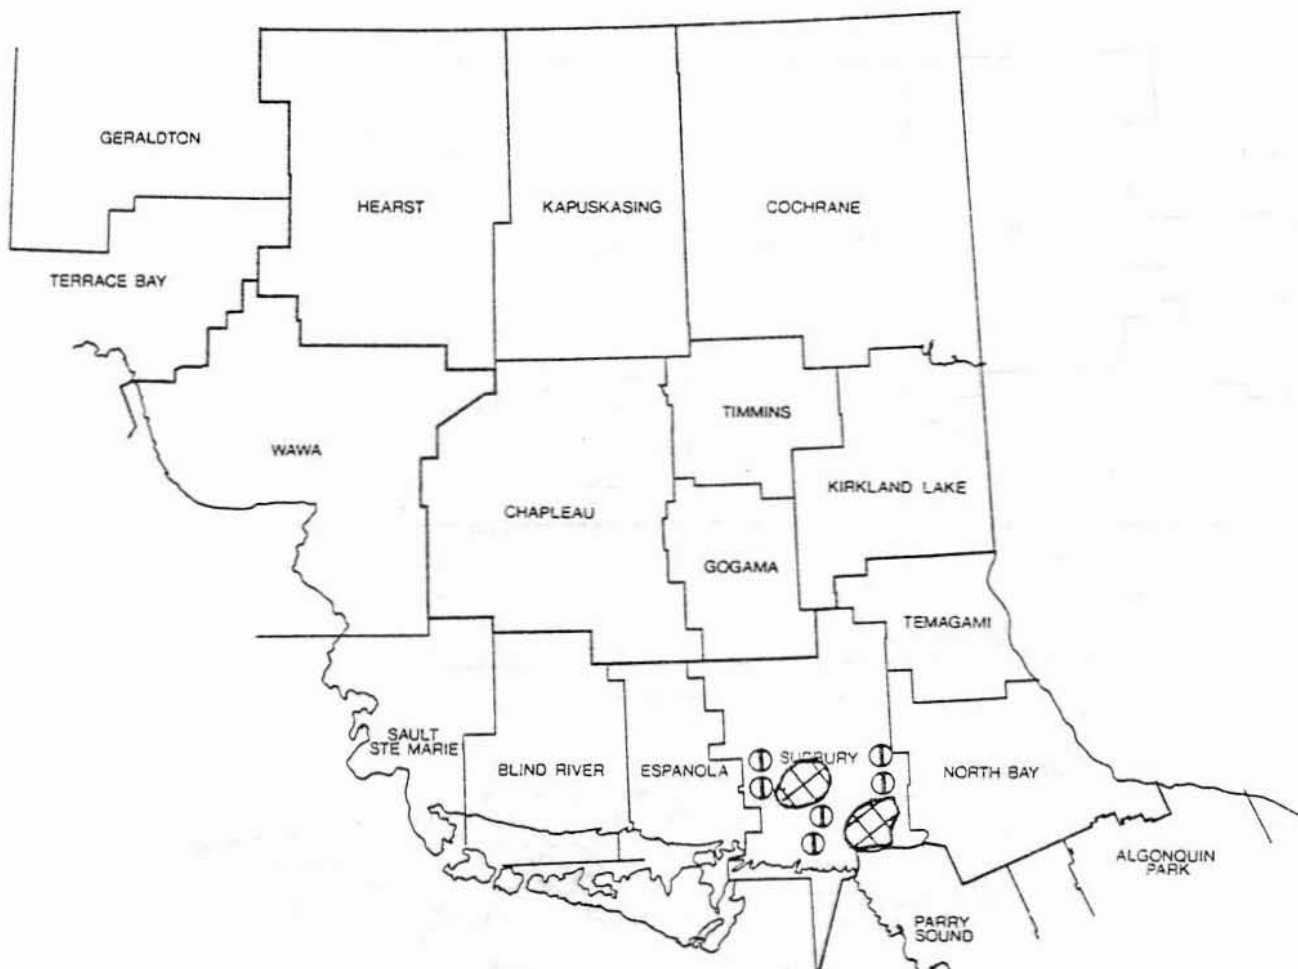 GERALDTON
HEARST
KAPUSKASING
COCHRANE
TERRACE BAY
TIMMINS
WAWA
KIRKLAND LAKE
CHAPLEAU
GOGAMA
TEMAGAMI
SAULT
STE MARIE
BLIND RIVER
ESPANOLA
SUDBURY
NORTH BAY
ALGONQUIN
PARK
PARRY
SOUND